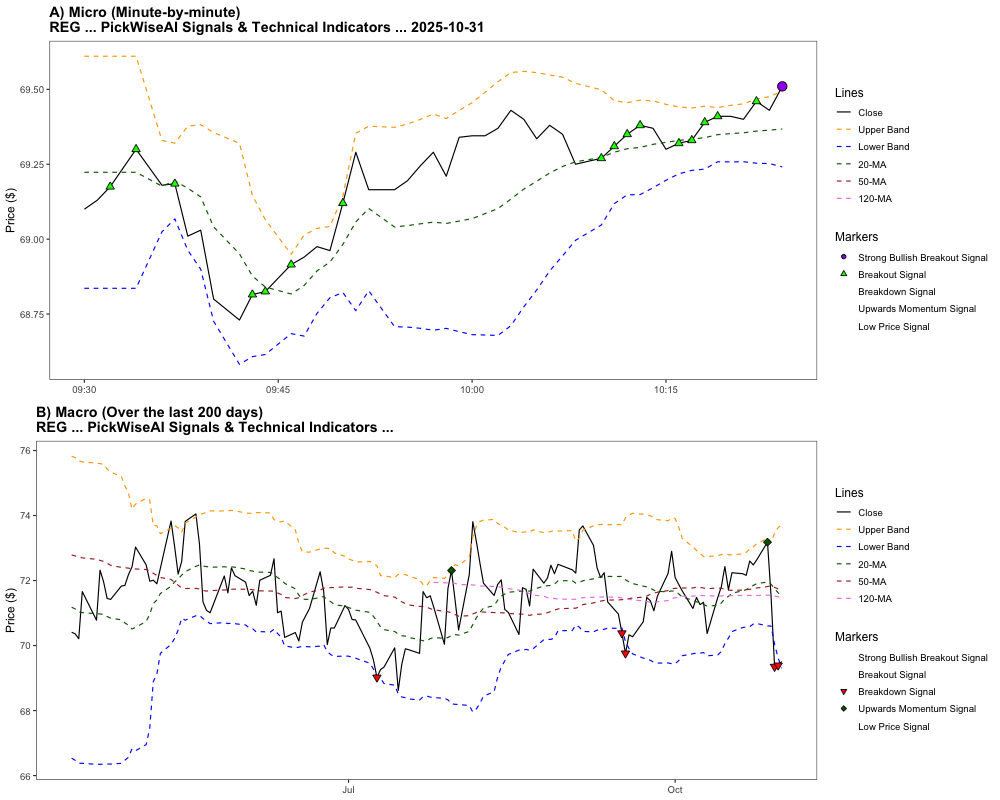 A) Micro (Minute-by-minute)
REG ... PickWiseAI Signals & Technical Indicators ... 2025-10-31
Price ($)
69.50
69.25
69.00
68.75
09:30
09:45
10:00
10:15
Lines
Close
Upper Band
Lower Band
20-MA
50-MA
120-MA
Markers
Strong Bullish Breakout Signal
Breakout Signal
Breakdown Signal
Upwards Momentum Signal
Low Price Signal
B) Macro (Over the last 200 days)
REG ... PickWiseAI Signals & Technical Indicators ...
Price ($)
76
74
72
70
68
66
Jul
Oct
Lines
Close
Upper Band
Lower Band
20-MA
50-MA
120-MA
Markers
Strong Bullish Breakout Signal
Breakout Signal
Breakdown Signal
Upwards Momentum Signal
Low Price Signal